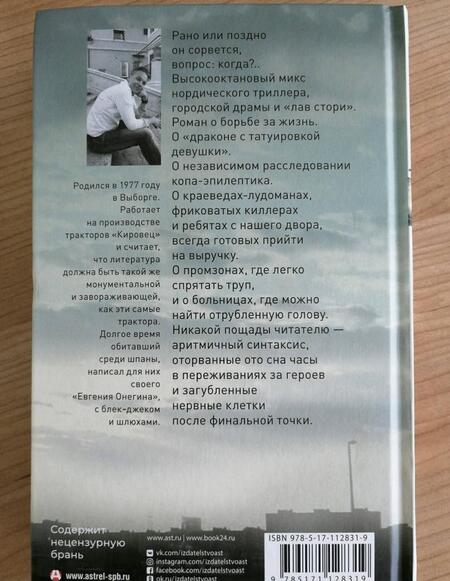 Рано или поздно
он сорвется,
вопрос: когда?..
Высокооктановый микс
нордического триллера,
городской драмы и «лав стори».
Роман о борьбе за жизнь.
О «драконе с татуировкой
девушки».
О независимом расследовании
копа-эпилептика.
О краеведах-лудоманах,
фриковатых киллерах
и ребятах с нашего двора,
всегда готовых прийти
на выручку.
О промзонах, где легко
спрятать труп,
и о больницах, где можно
найти отрубленную голову.
Никакой пощады читателю —
аритмичный синтаксис,
оторванные ото сна часы
в переживаниях за героев
и загубленные
нервные клетки
после финальной точки.
Родился в 1977 году
в Выборге.
Работает
на производстве
тракторов «Кировец»
и считает,
что литература
должна быть такой же
монументальной
и завораживающей,
как эти самые
трактора.
Долгое время
обитавший
среди шпаны,
написал для них
своего
«Евгения Онегина»,
с блек-джеком
и шлюхами.
Содержит
нецензурную
брань
www.astrel-spb.ru
www.ast.ru | www.book24.ru
vk.com/izdatelstvoast
instagram.com/izdatelstvoast
facebook.com/izdatelstvoast
ok.ru/izdatelstvoast
ISBN 978-5-17-112831-9
9 785171 128319